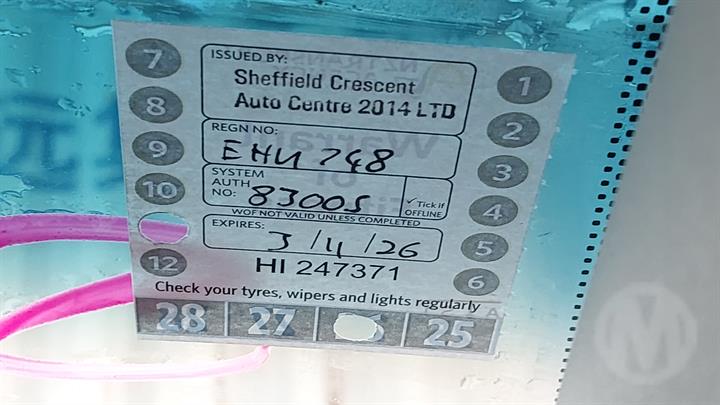 7
8
9
10
12
ISSUED BY:
Sheffield Crescent
Auto Centre 2014 LTD
REGN NO:
EHU 748
SYSTEM
AUTH
NO: 83005
✓ Tick if
OFFLINE
WOF NOT VALID UNLESS COMPLETED
EXPIRES:
3/11/26
HI 247371
1
2
3
4
5
6
Check your tyres, wipers and lights regularly
28 27 6 25
M